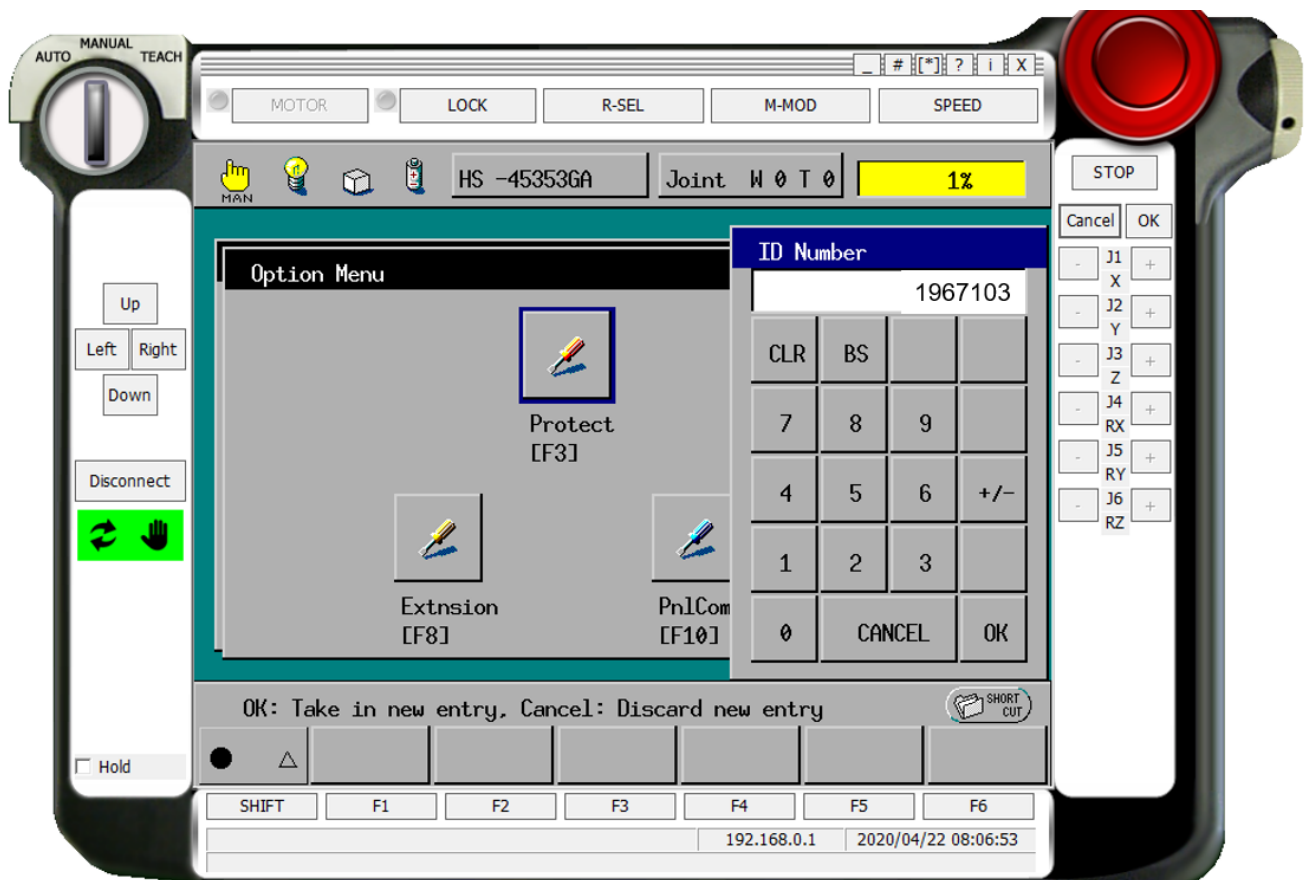 AUTO MANUAL TEACH
_ # [*] ? i X
MOTOR LOCK R-SEL M-MOD SPEED
MAN
HS -45353GA
Joint W 0 T 0
1%
STOP
Cancel OK
Up
Left Right
Down
Disconnect
Hold
Option Menu
Protect
[F3]
Extnsion
[F8]
PnlCom
[F10]
ID Number
1967103
CLR BS
7 8 9
4 5 6 +/-
1 2 3
0 CANCEL OK
- J1 +
X
- J2 +
Y
- J3 +
Z
- J4 +
RX
- J5 +
RY
- J6 +
RZ
OK: Take in new entry, Cancel: Discard new entry
SHORT
CUT
SHIFT F1 F2 F3 F4 F5 F6
192.168.0.1 2020/04/22 08:06:53